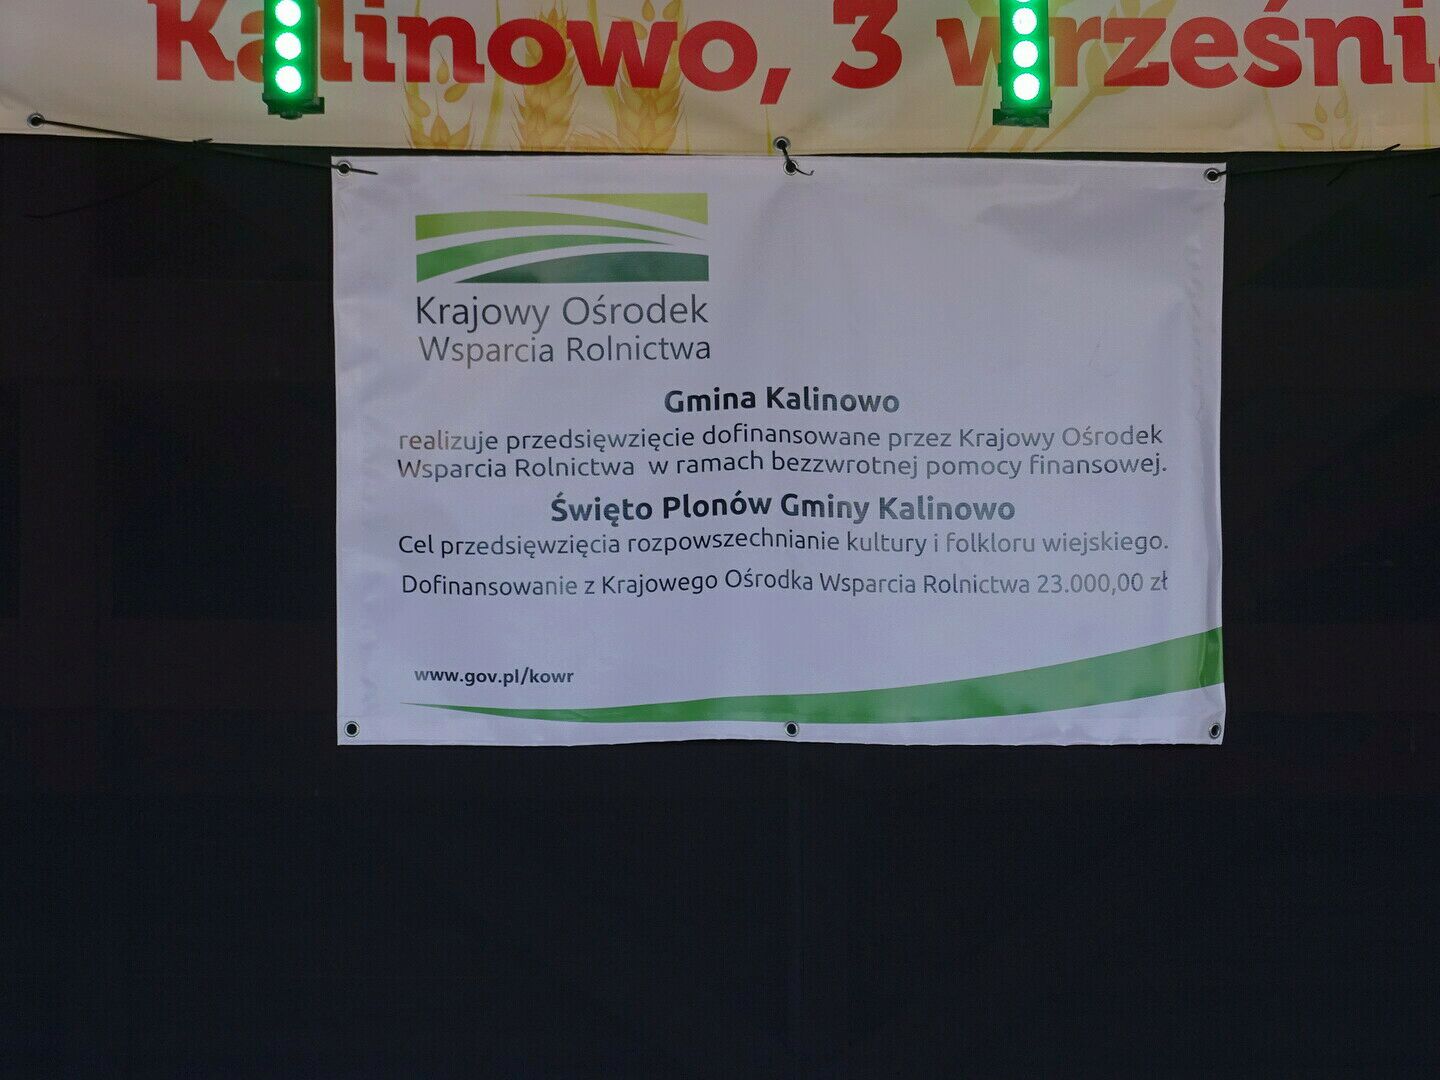 Kalinowo, 3 wrześni
Krajowy Ośrodek
Wsparcia Rolnictwa
Gmina Kalinowo
realizuje przedsięwzięcie dofinansowane przez Krajowy Ośrodek
Wsparcia Rolnictwa w ramach bezzwrotnej pomocy finansowej.
Święto Plonów Gminy Kalinowo
Cel przedsięwzięcia rozpowszechnianie kultury i folkloru wiejskiego.
Dofinansowanie z Krajowego Ośrodka Wsparcia Rolnictwa 23.000,00 zł
www.gov.pl/kowr